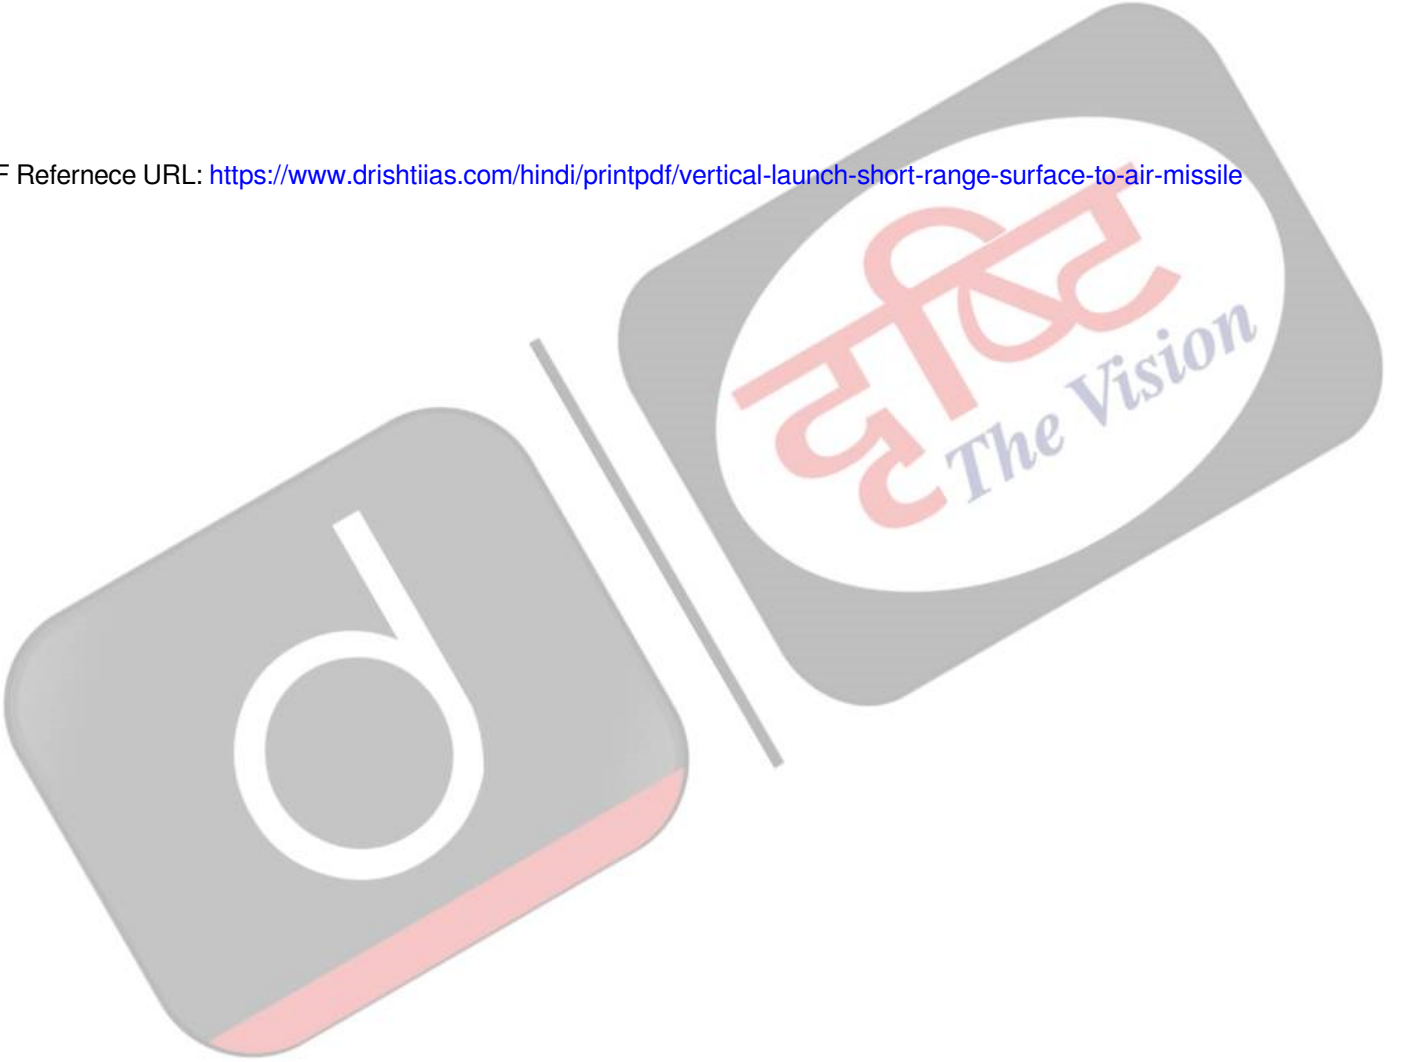 F Refernece URL: https://www.drishtiias.com/hindi/printpdf/vertical-launch-short-range-surface-to-air-missile
दृष्टि
The Vision
d